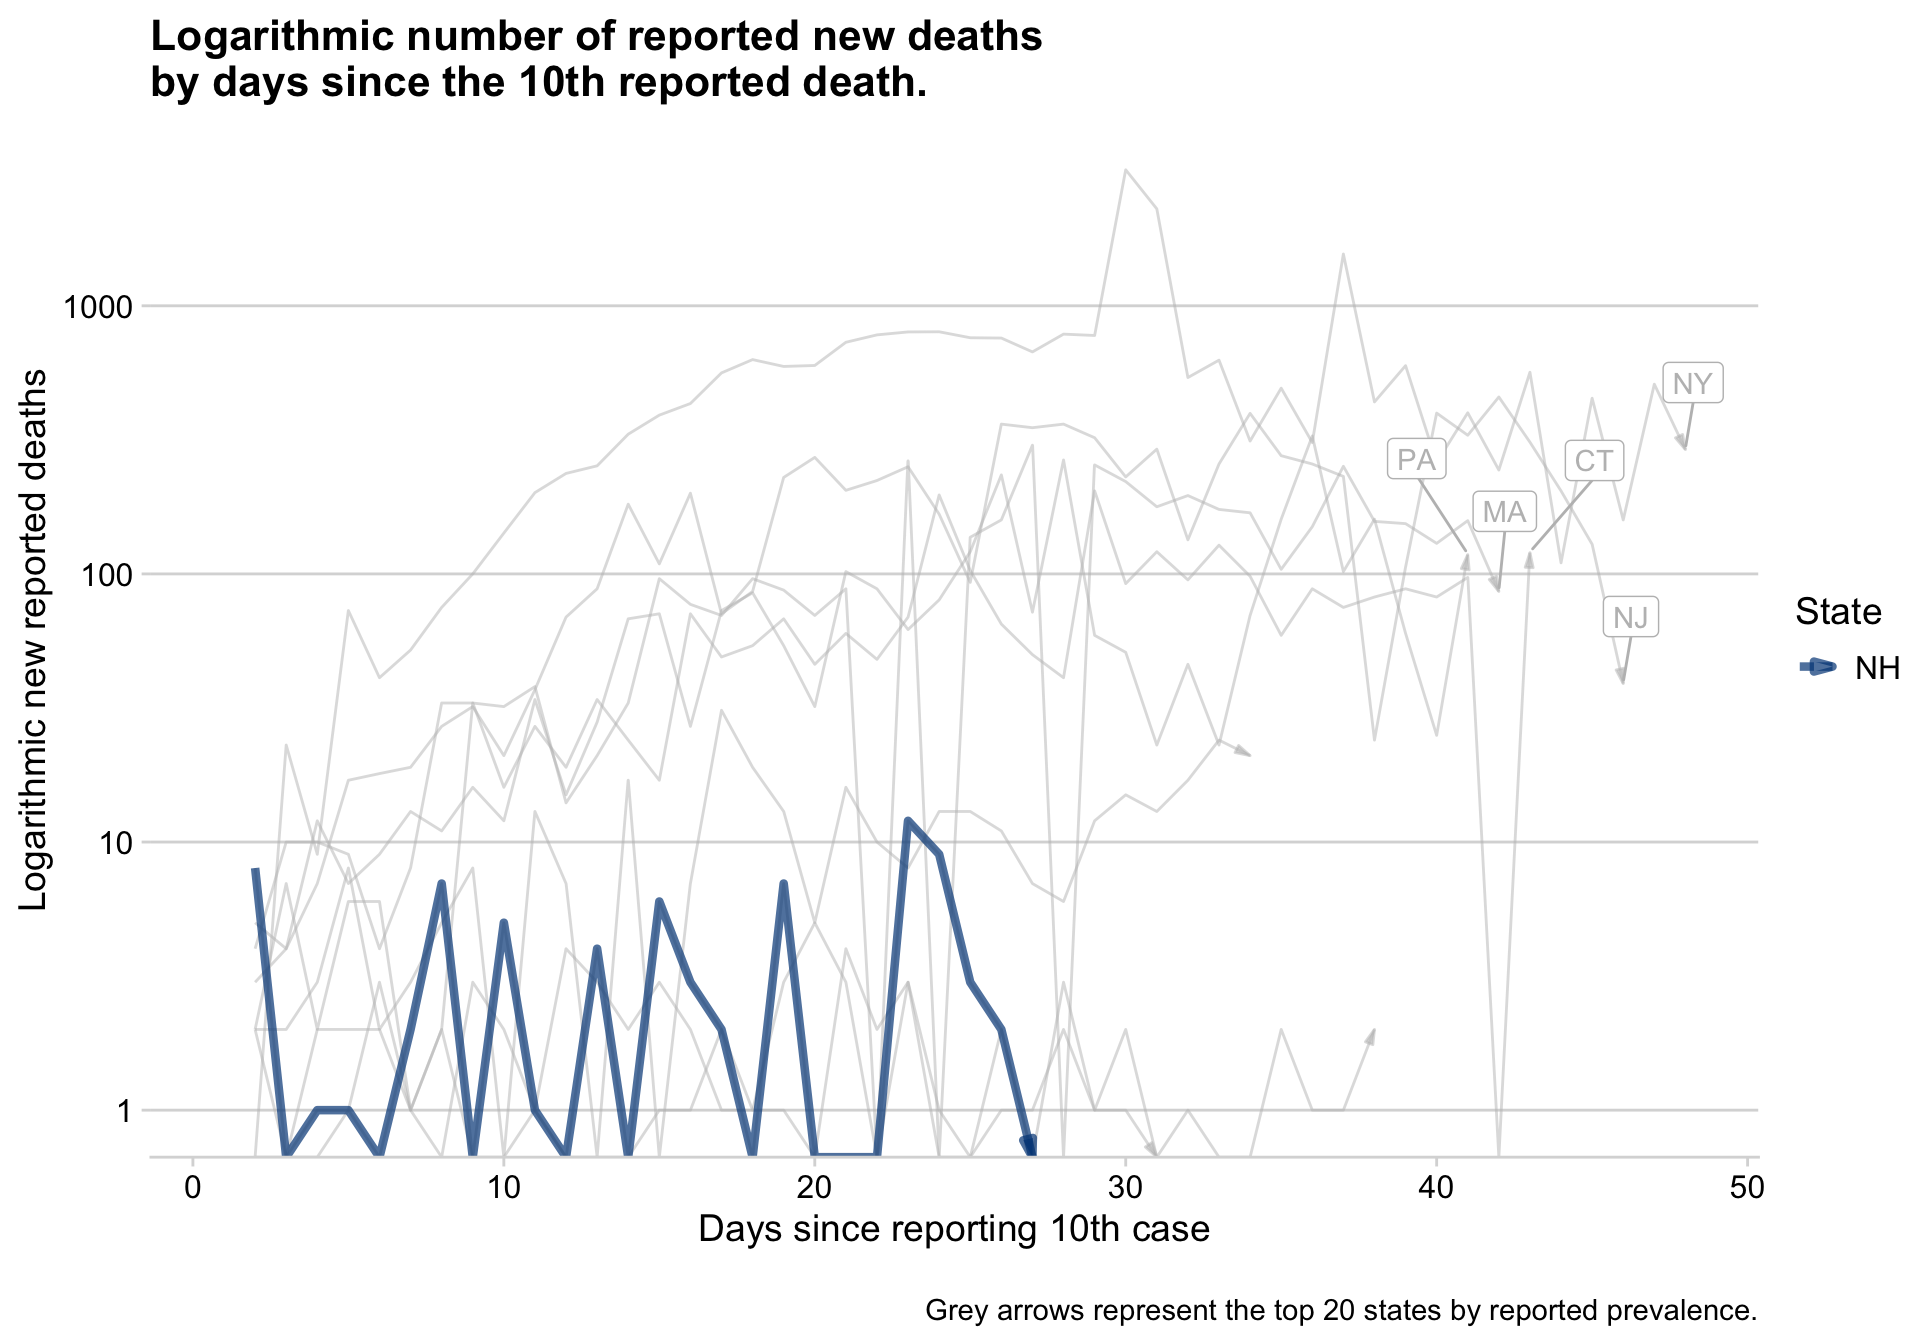 Logarithmic number of reported new deaths
by days since the 10th reported death.
Logarithmic new reported deaths
1000
100
10
1
NY
PA
CT
MA
NJ
State
NH
0
10
20
30
40
50
Days since reporting 10th case
Grey arrows represent the top 20 states by reported prevalence.